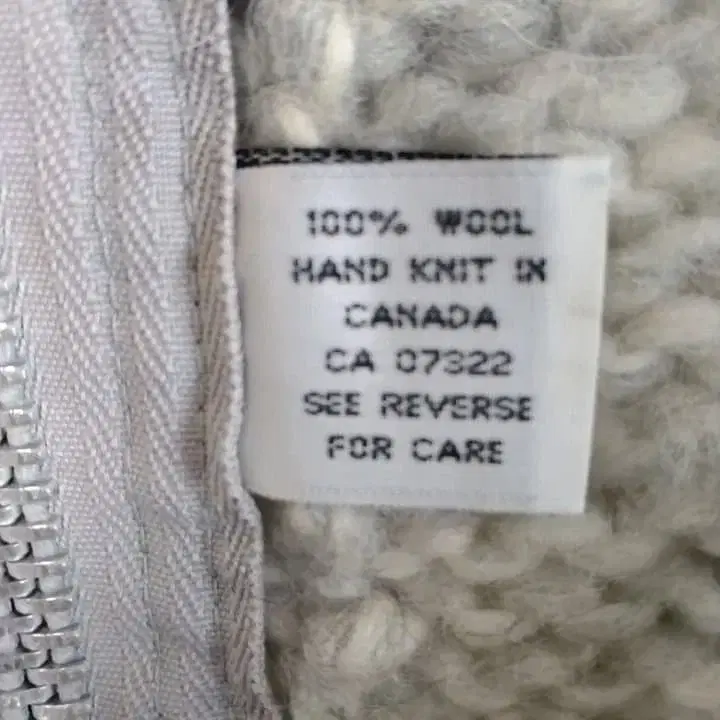 100% WOOL
HAND KNIT IN
CANADA
CA 07322
SEE REVERSE
FOR CARE